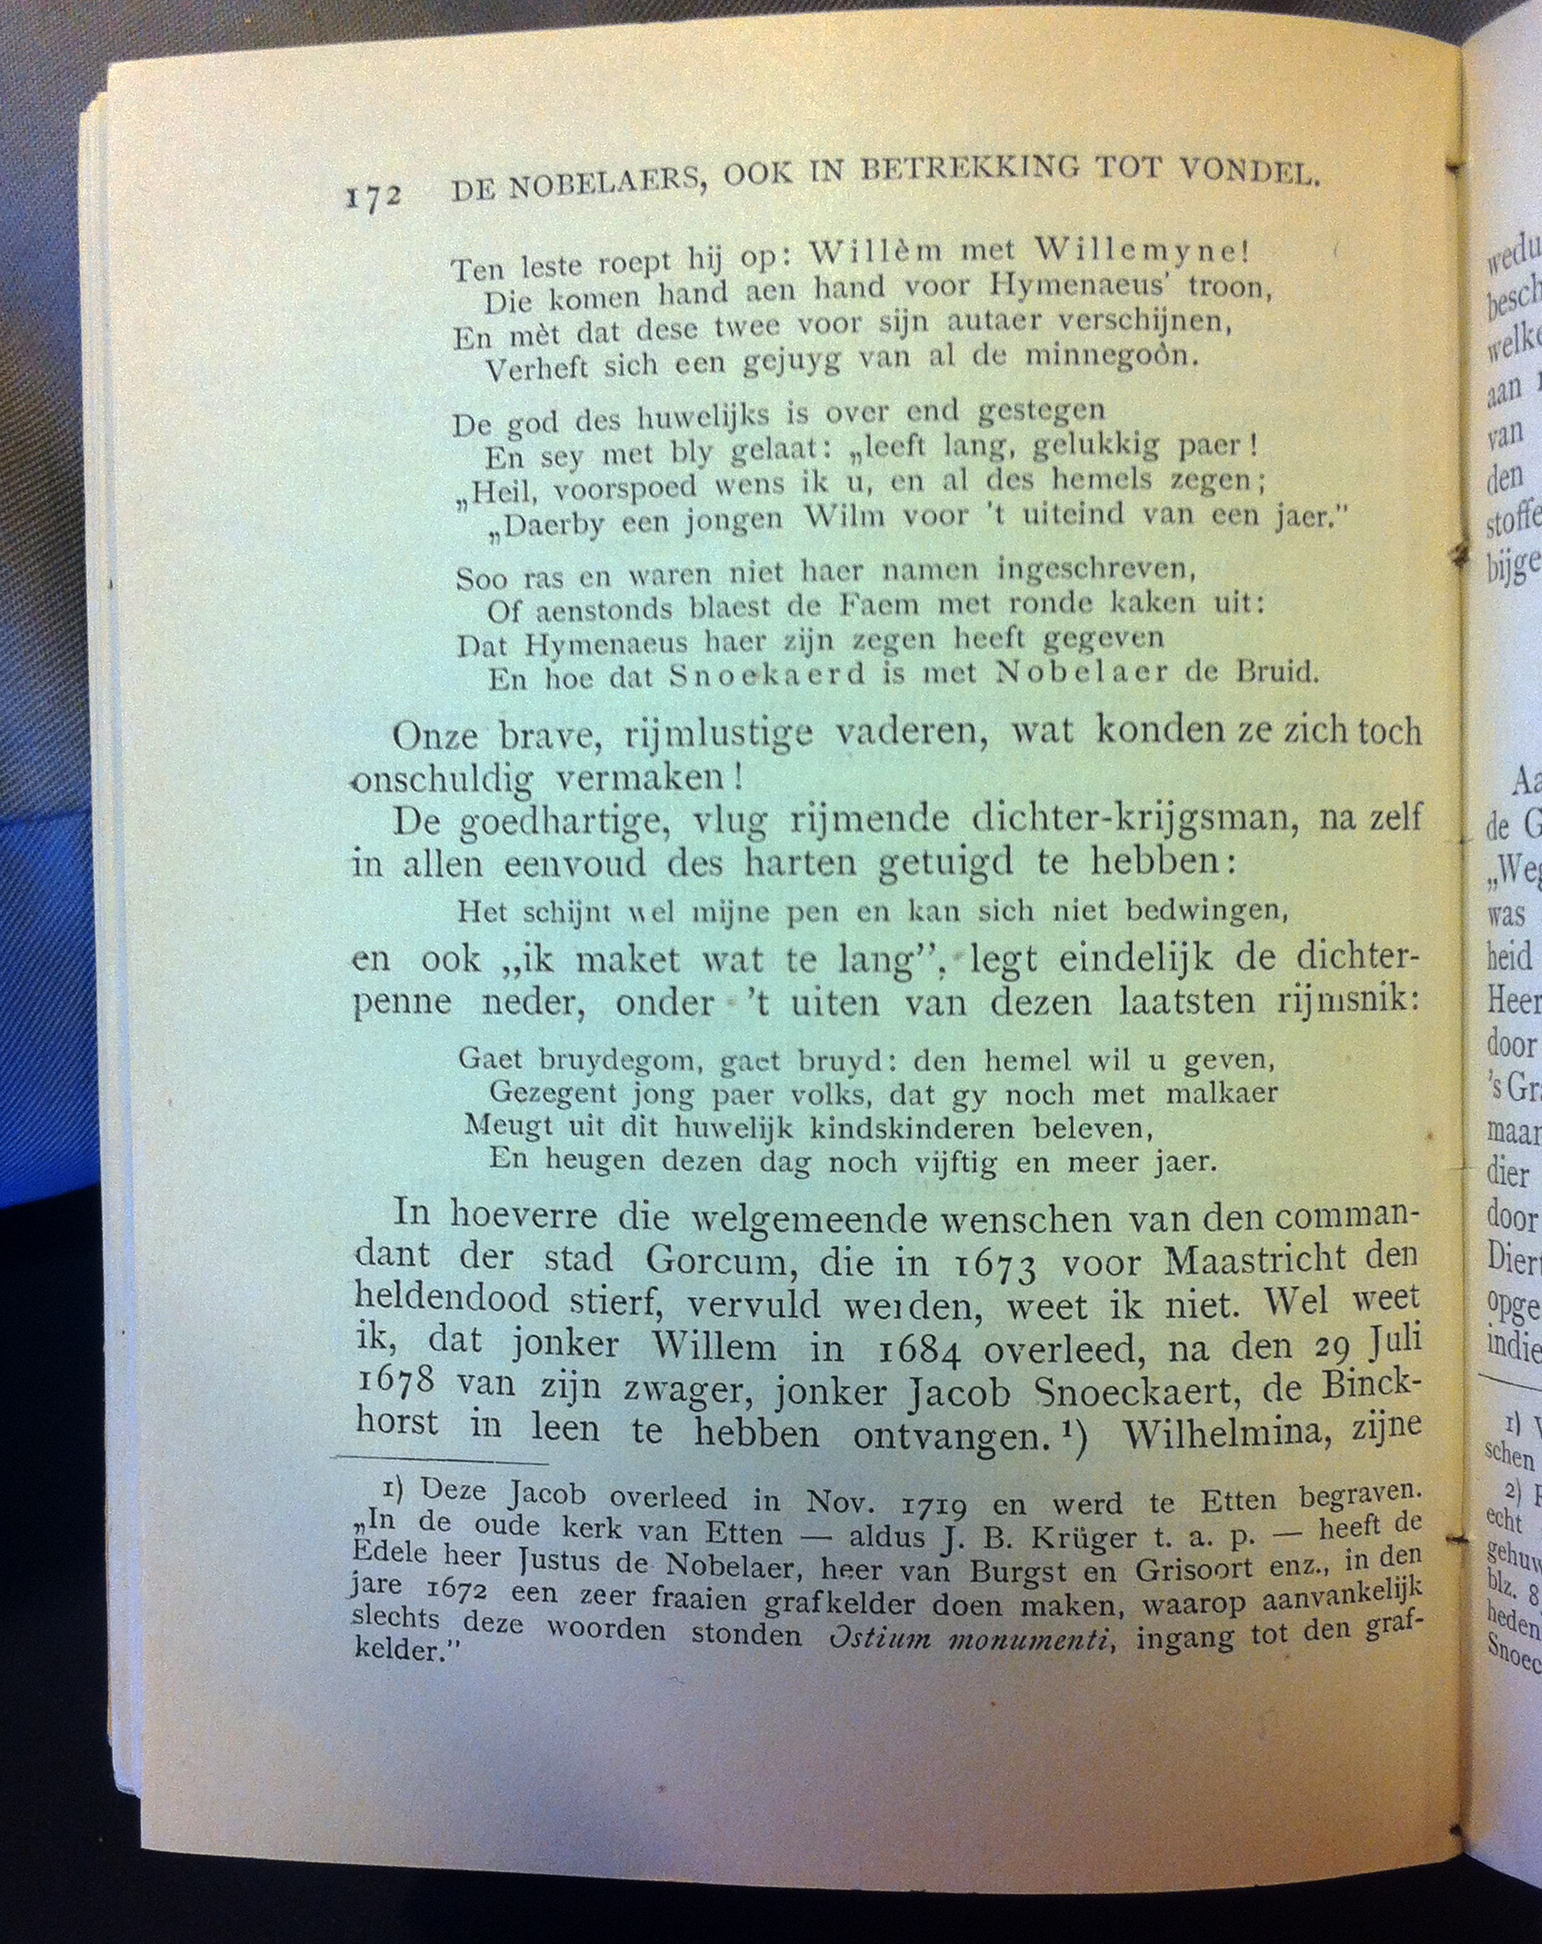 172 DE NOBELAERS, OOK IN BETREKKING TOT VONDEL.
Ten leste roept hij op: Willèm met Willemyne!
Die komen hand aen hand voor Hymenaeus' troon,
En mèt dat dese twee voor sijn autaer verschijnen,
Verheft sich een gejuyg van al de minnegoôn.
De god des huwelijks is over end gestegen
En sey met bly gelaat: „leeft lang, gelukkig paer!
„Heil, voorspoed wens ik u, en al des hemels zegen;
„Daerby een jongen Wilm voor 't uiteind van een jaer."
Soo ras en waren niet haer namen ingeschreven,
Of aenstonds blaest de Faem met ronde kaken uit:
Dat Hymenaeus haer zijn zegen heeft gegeven
En hoe dat Snoekaerd is met Nobelaer de Bruid.
Onze brave, rijmlustige vaderen, wat konden ze zich toch
onschuldig vermaken!
De goedhartige, vlug rijmende dichter-krijgsman, na zelf
in allen eenvoud des harten getuigd te hebben:
Het schijnt wel mijne pen en kan sich niet bedwingen,
en ook „ik maket wat te lang", legt eindelijk de dichter-
penne neder, onder 't uiten van dezen laatsten rijmsnik:
Gaet bruydegom, gaet bruyd: den hemel wil u geven,
Gezegent jong paer volks, dat gy noch met malkaer
Meugt uit dit huwelijk kindskinderen beleven,
En heugen dezen dag noch vijftig en meer jaer.
In hoeverre die welgemeende wenschen van den comman-
dant der stad Gorcum, die in 1673 voor Maastricht den
heldendood stierf, vervuld werden, weet ik niet. Wel weet
ik, dat jonker Willem in 1684 overleed, na den 29 Juli
1678 van zijn zwager, jonker Jacob Snoeckaert, de Binck-
horst in leen te hebben ontvangen. ¹) Wilhelmina, zijne
1) Deze Jacob overleed in Nov. 1719 en werd te Etten begraven.
„In de oude kerk van Etten — aldus J. B. Krüger t. a. p. — heeft de
Edele heer Justus de Nobelaer, heer van Burgst en Grisoort enz., in den
jare 1672 een zeer fraaien grafkelder doen maken, waarop aanvankelijk
slechts deze woorden stonden Ostium monumenti, ingang tot den graf-
kelder."
aan
van
den
de G
was
heid
door
dier
door
echt